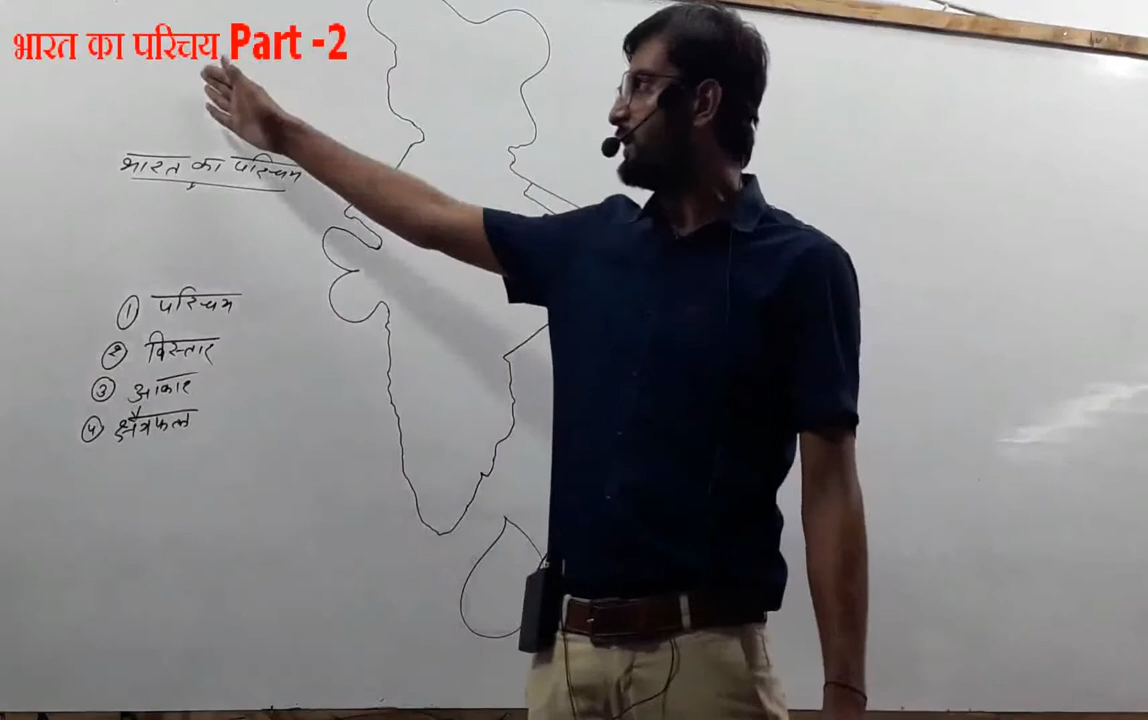 भारत का परिचय Part -2
भारत का परिचय
① परिचय
② विस्तार
③ आकार
④ क्षेत्रफल